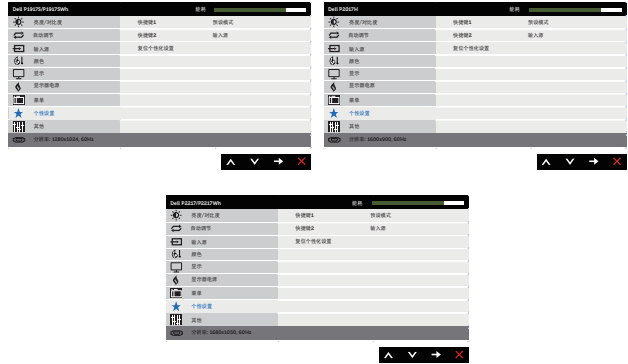 Dell P1917S/P1917SWh 能耗
亮度/对比度 快捷键1 预设模式
自动调节 快捷键2 输入源
输入源 复位个性化设置
颜色
显示
显示器电源
菜单
个性设置
其他
分辨率: 1280x1024, 60Hz
Dell P2017H 能耗
亮度/对比度 快捷键1 预设模式
自动调节 快捷键2 输入源
输入源 复位个性化设置
颜色
显示
显示器电源
菜单
个性设置
其他
分辨率: 1600x900, 60Hz
Dell P2217/P2217Wh 能耗
亮度/对比度 快捷键1 预设模式
自动调节 快捷键2 输入源
输入源 复位个性化设置
颜色
显示
显示器电源
菜单
个性设置
其他
分辨率: 1680x1050, 60Hz